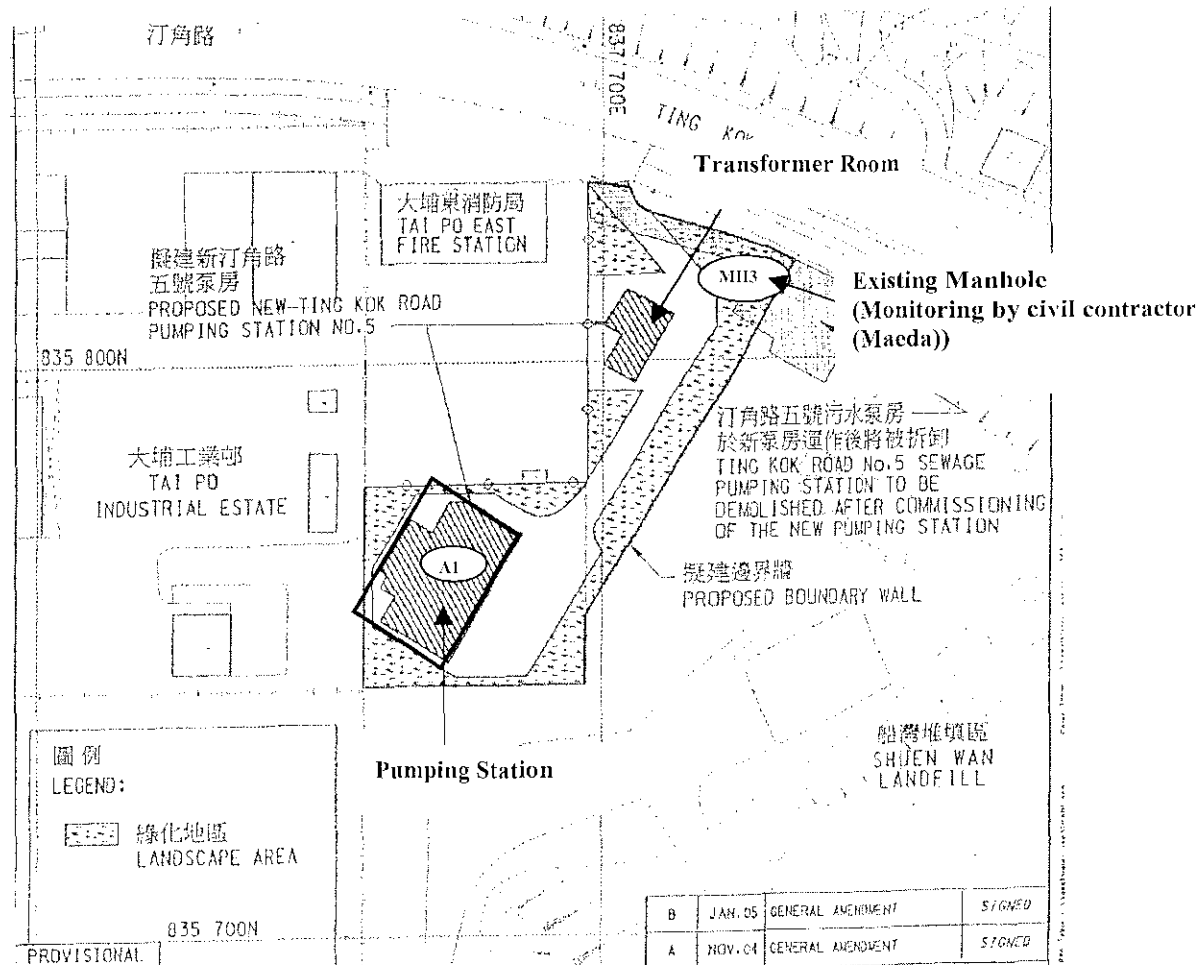 汀角路
837 700E
TING KOK
Transformer Room
大埔東消防局
TAI PO EAST
FIRE STATION
擬建新汀角路
五號泵房
PROPOSED NEW-TING KOK ROAD
PUMPING STATION NO.5
MH3
Existing Manhole
(Monitoring by civil contractor
(Maeda))
835 800N
汀角路五號污水泵房
於新泵房運作後將被拆卸
TING KOK ROAD No.5 SEWAGE
PUMPING STATION TO BE
DEMOLISHED AFTER COMMISSIONING
OF THE NEW PUMPING STATION
大埔工業邨
TAI PO
INDUSTRIAL ESTATE
A1
擬建邊界牆
PROPOSED BOUNDARY WALL
Pumping Station
船灣堆填區
SHUEN WAN
LANDFILL
圖例
LEGEND:
綠化地區
LANDSCAPE AREA
835 700N
PROVISIONAL
B JAN.05 GENERAL AMENDMENT SIGNED
A NOV.04 GENERAL AMENDMENT SIGNED